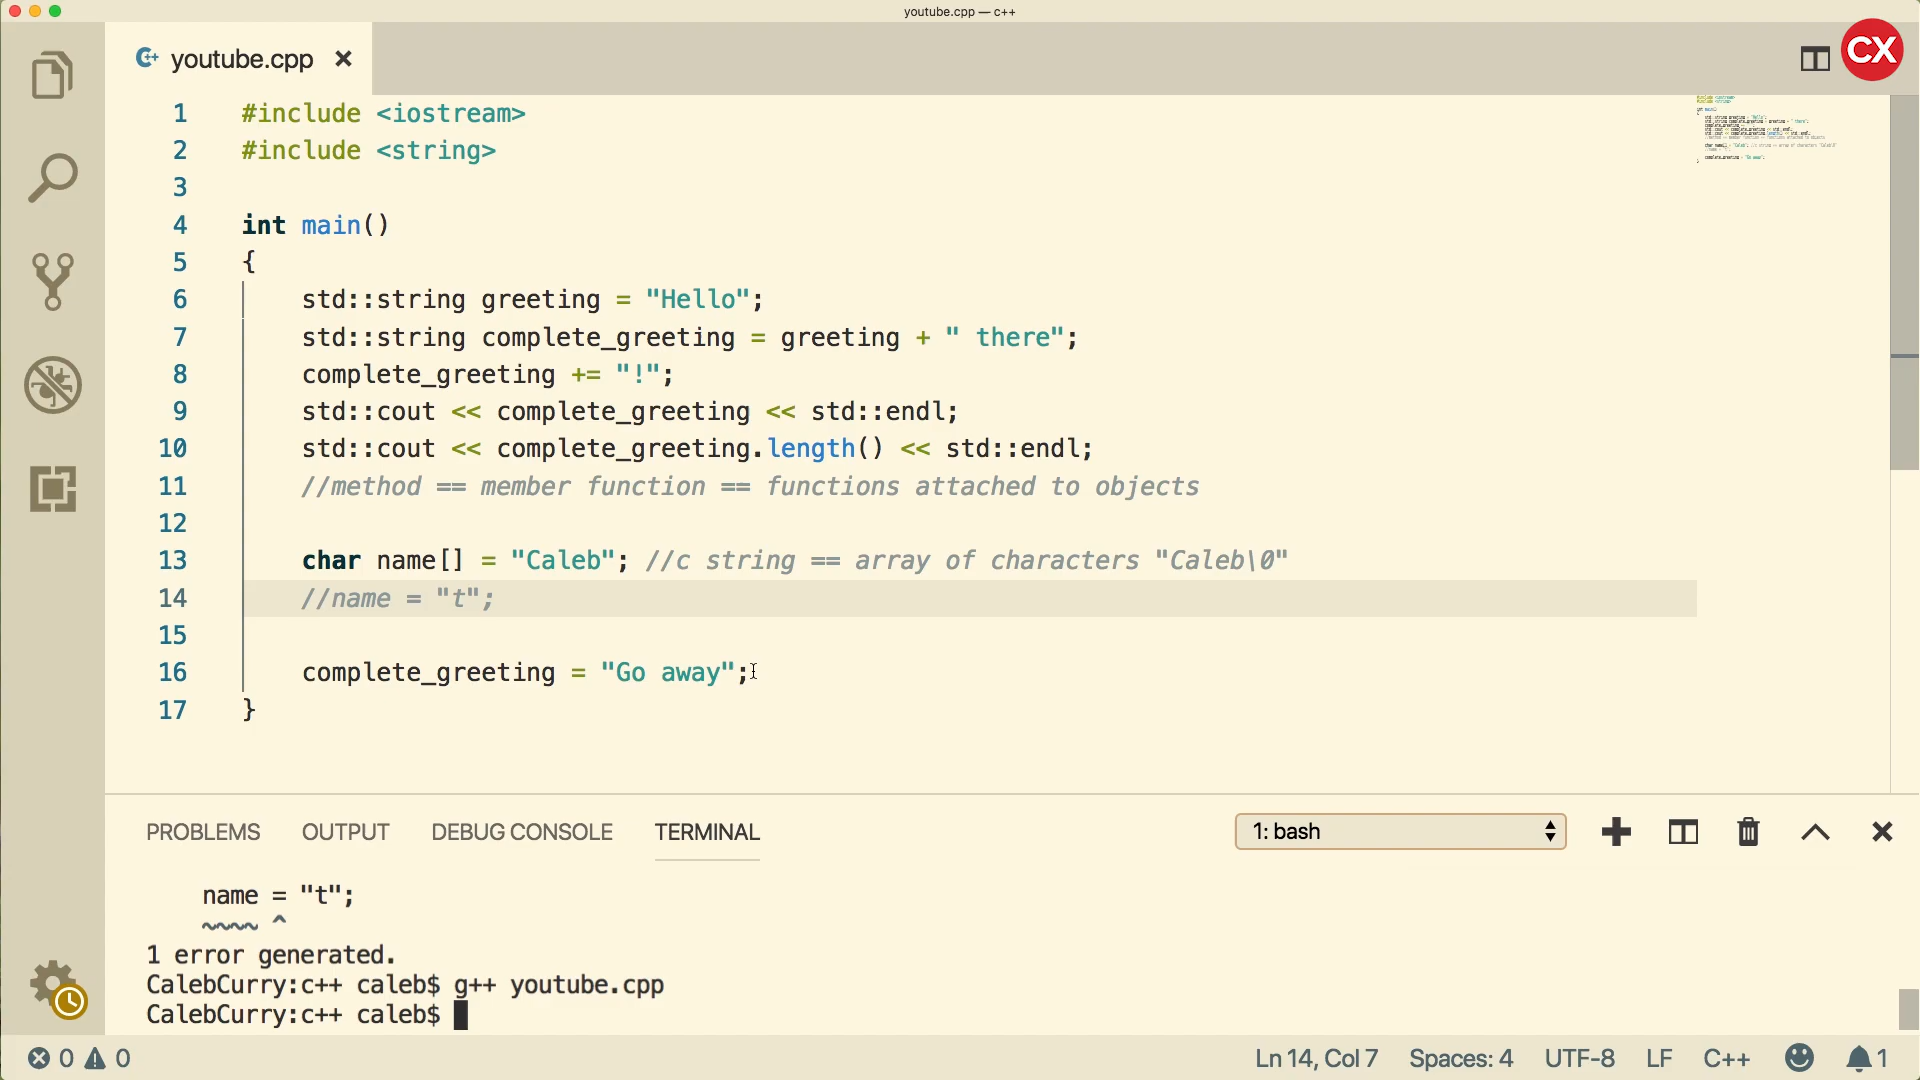 youtube.cpp — c++
youtube.cpp
CX
1 #include <iostream>
2 #include <string>
3
4 int main()
5 {
6 std::string greeting = "Hello";
7 std::string complete_greeting = greeting + " there";
8 complete_greeting += "!";
9 std::cout << complete_greeting << std::endl;
10 std::cout << complete_greeting.length() << std::endl;
11 //method == member function == functions attached to objects
12
13 char name[] = "Caleb"; //c string == array of characters "Caleb\0"
14 //name = "t";
15
16 complete_greeting = "Go away";
17 }
PROBLEMS OUTPUT DEBUG CONSOLE TERMINAL 1: bash
name = "t";
~~~~ ^
1 error generated.
CalebCurry:c++ caleb$ g++ youtube.cpp
CalebCurry:c++ caleb$
0 0 Ln 14, Col 7 Spaces: 4 UTF-8 LF C++ 1